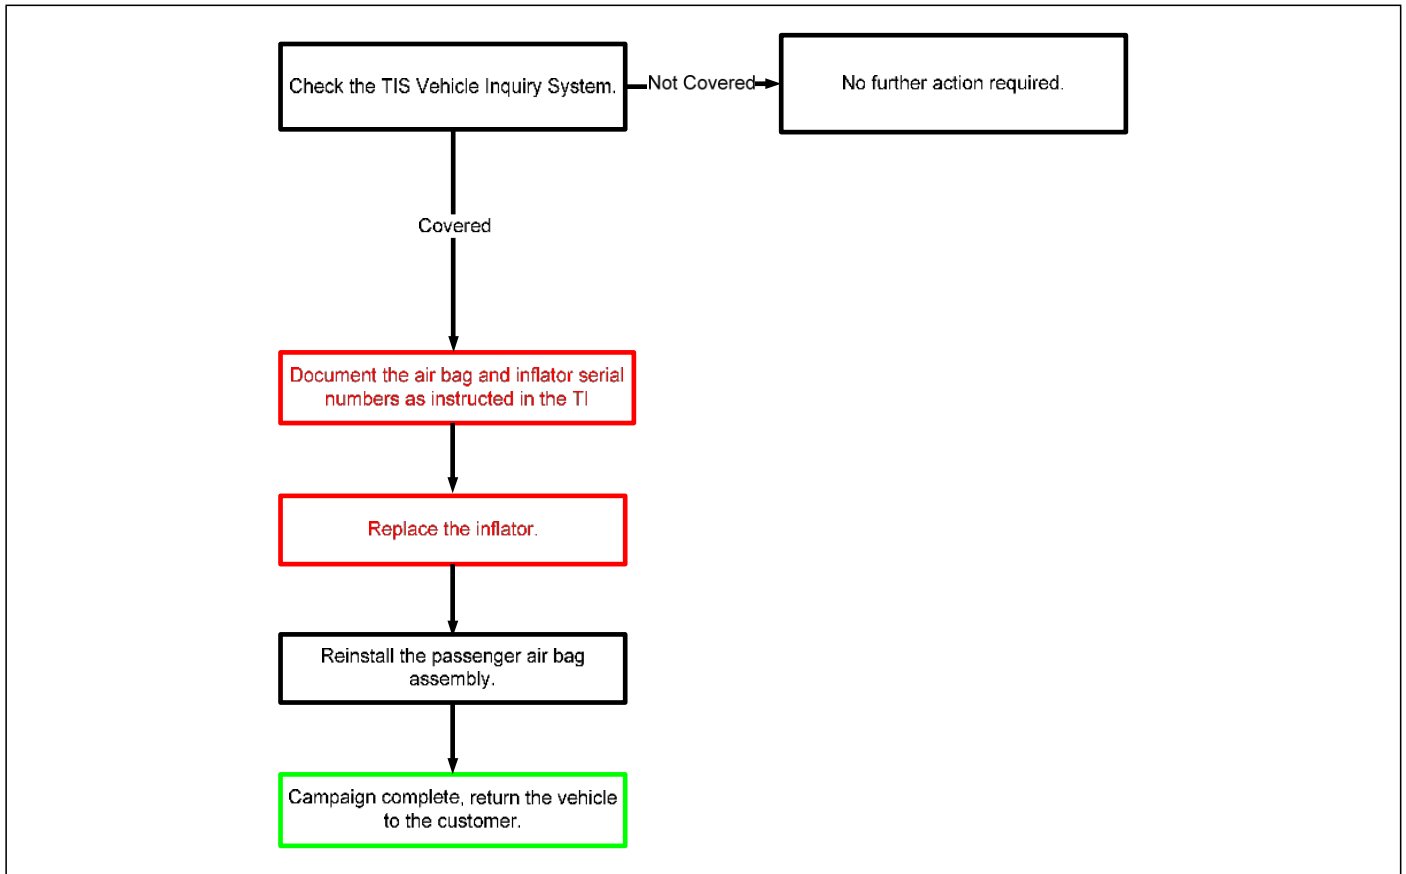 Check the TIS Vehicle Inquiry System.
Not Covered
No further action required.
Covered
Document the air bag and inflator serial
numbers as instructed in the TI
Replace the inflator.
Reinstall the passenger air bag
assembly.
Campaign complete, return the vehicle
to the customer.